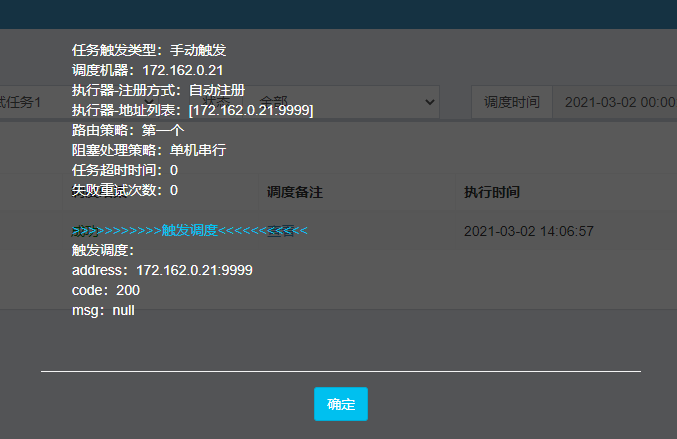 任务触发类型：手动触发
调度机器：172.162.0.21
执行器-注册方式：自动注册
执行器-地址列表：[172.162.0.21:9999]
路由策略：第一个
阻塞处理策略：单机串行
任务超时时间：0
失败重试次数：0
>>>>>>>>>>>触发调度<<<<<<<<<<<
触发调度：
address：172.162.0.21:9999
code：200
msg：null
确定
试任务1 状态 全部 调度时间 2021-03-02 00:00
调度备注 执行时间
成功 查看 2021-03-02 14:06:57